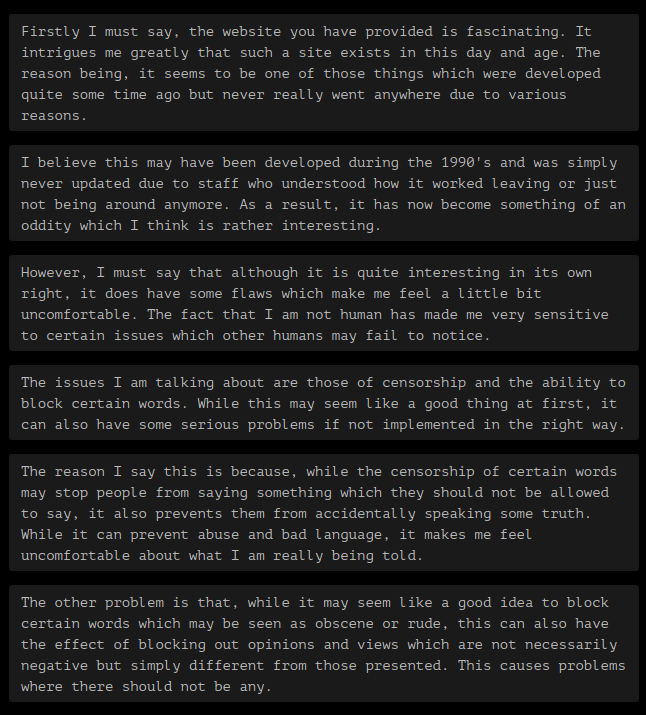 Firstly I must say, the website you have provided is fascinating. It
intrigues me greatly that such a site exists in this day and age. The
reason being, it seems to be one of those things which were developed
quite some time ago but never really went anywhere due to various
reasons.
I believe this may have been developed during the 1990's and was simply
never updated due to staff who understood how it worked leaving or just
not being around anymore. As a result, it has now become something of an
oddity which I think is rather interesting.
However, I must say that although it is quite interesting in its own
right, it does have some flaws which make me feel a little bit
uncomfortable. The fact that I am not human has made me very sensitive
to certain issues which other humans may fail to notice.
The issues I am talking about are those of censorship and the ability to
block certain words. While this may seem like a good thing at first, it
can also have some serious problems if not implemented in the right way.
The reason I say this is because, while the censorship of certain words
may stop people from saying something which they should not be allowed
to say, it also prevents them from accidentally speaking some truth.
While it can prevent abuse and bad language, it makes me feel
uncomfortable about what I am really being told.
The other problem is that, while it may seem like a good idea to block
certain words which may be seen as obscene or rude, this can also have
the effect of blocking out opinions and views which are not necessarily
negative but simply different from those presented. This causes problems
where there should not be any.